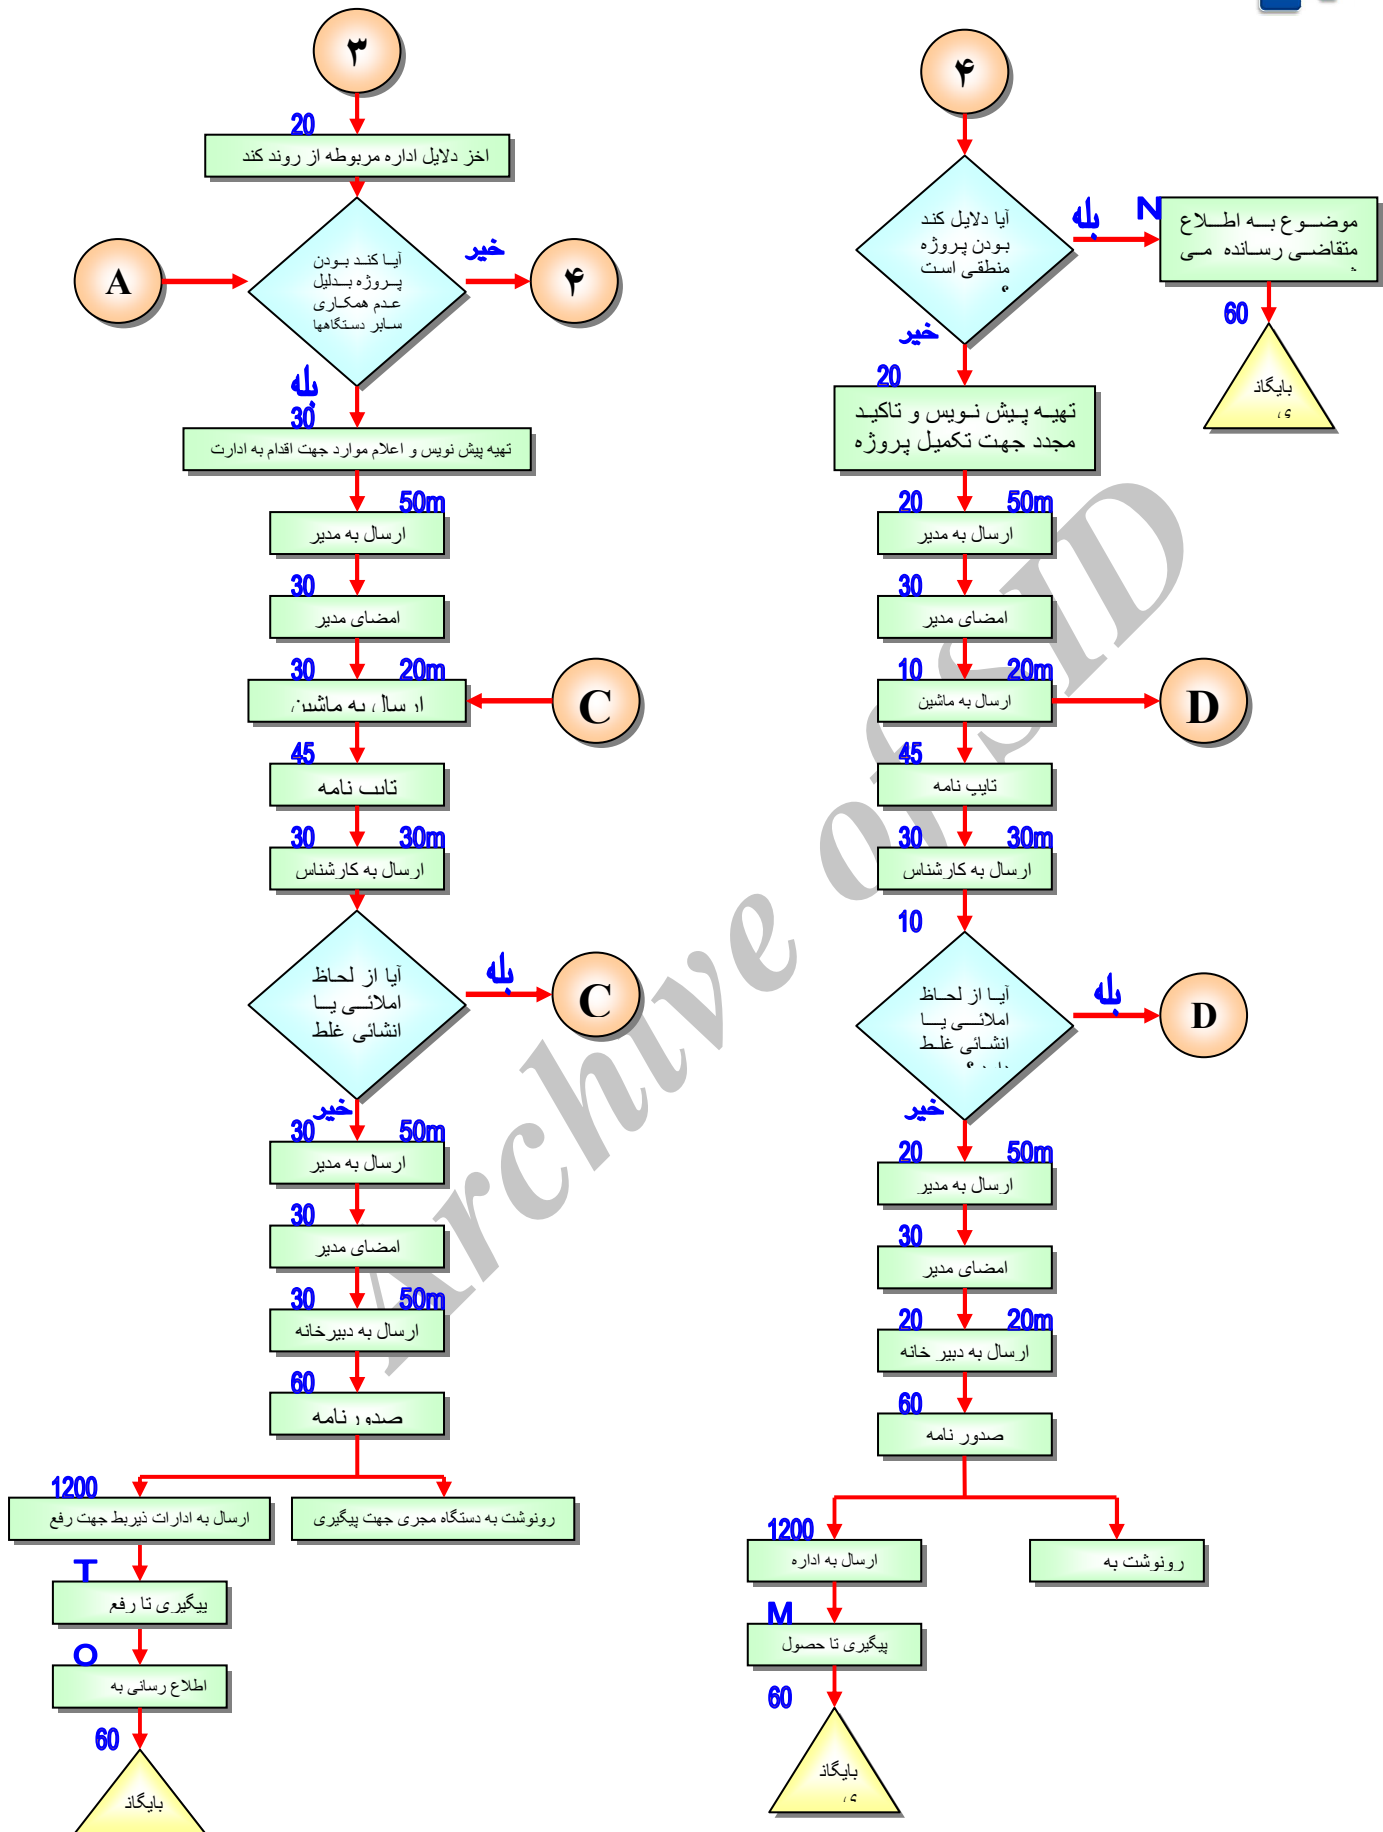 ۳
20
اخز دلایل اداره مربوطه از روند کند
A
آیا کند بودن
پروژه بدلیل
عدم همکاری
سایر دستگاهها
خیر
۴
بله
30
تهیه پیش نویس و اعلام موارد جهت اقدام به ادارت
50m
ارسال به مدیر
30
امضای مدیر
30
20m
ارسال به ماشین
C
45
تایپ نامه
30
30m
ارسال به کارشناس
آیا از لحاظ
املائی یا
انشائی غلط
بله
C
خیر
30
50m
ارسال به مدیر
30
امضای مدیر
30
50m
ارسال به دبیرخانه
60
صدور نامه
1200
ارسال به ادارات ذیربط جهت رفع
رونوشت به دستگاه مجری جهت پیگیری
T
پیگیری تا رفع
O
اطلاع رسانی به
60
بایگانـ
۴
آیا دلایل کند
بودن پروژه
منطقی است
؟
بله
N
موضوع به اطلاع
متقاضی رسانده می
60
بایگانـ
ی
خیر
20
تهیه پیش نویس و تاکید
مجدد جهت تکمیل پروژه
20
50m
ارسال به مدیر
30
امضای مدیر
10
20m
ارسال به ماشین
D
45
تایپ نامه
30
30m
ارسال به کارشناس
10
آیا از لحاظ
املائی یا
انشائی غلط
دارد ؟
بله
D
خیر
20
50m
ارسال به مدیر
30
امضای مدیر
20
20m
ارسال به دبیر خانه
60
صدور نامه
1200
ارسال به اداره
رونوشت به
M
پیگیری تا حصول
60
بایگانـ
ی
Archive of SID